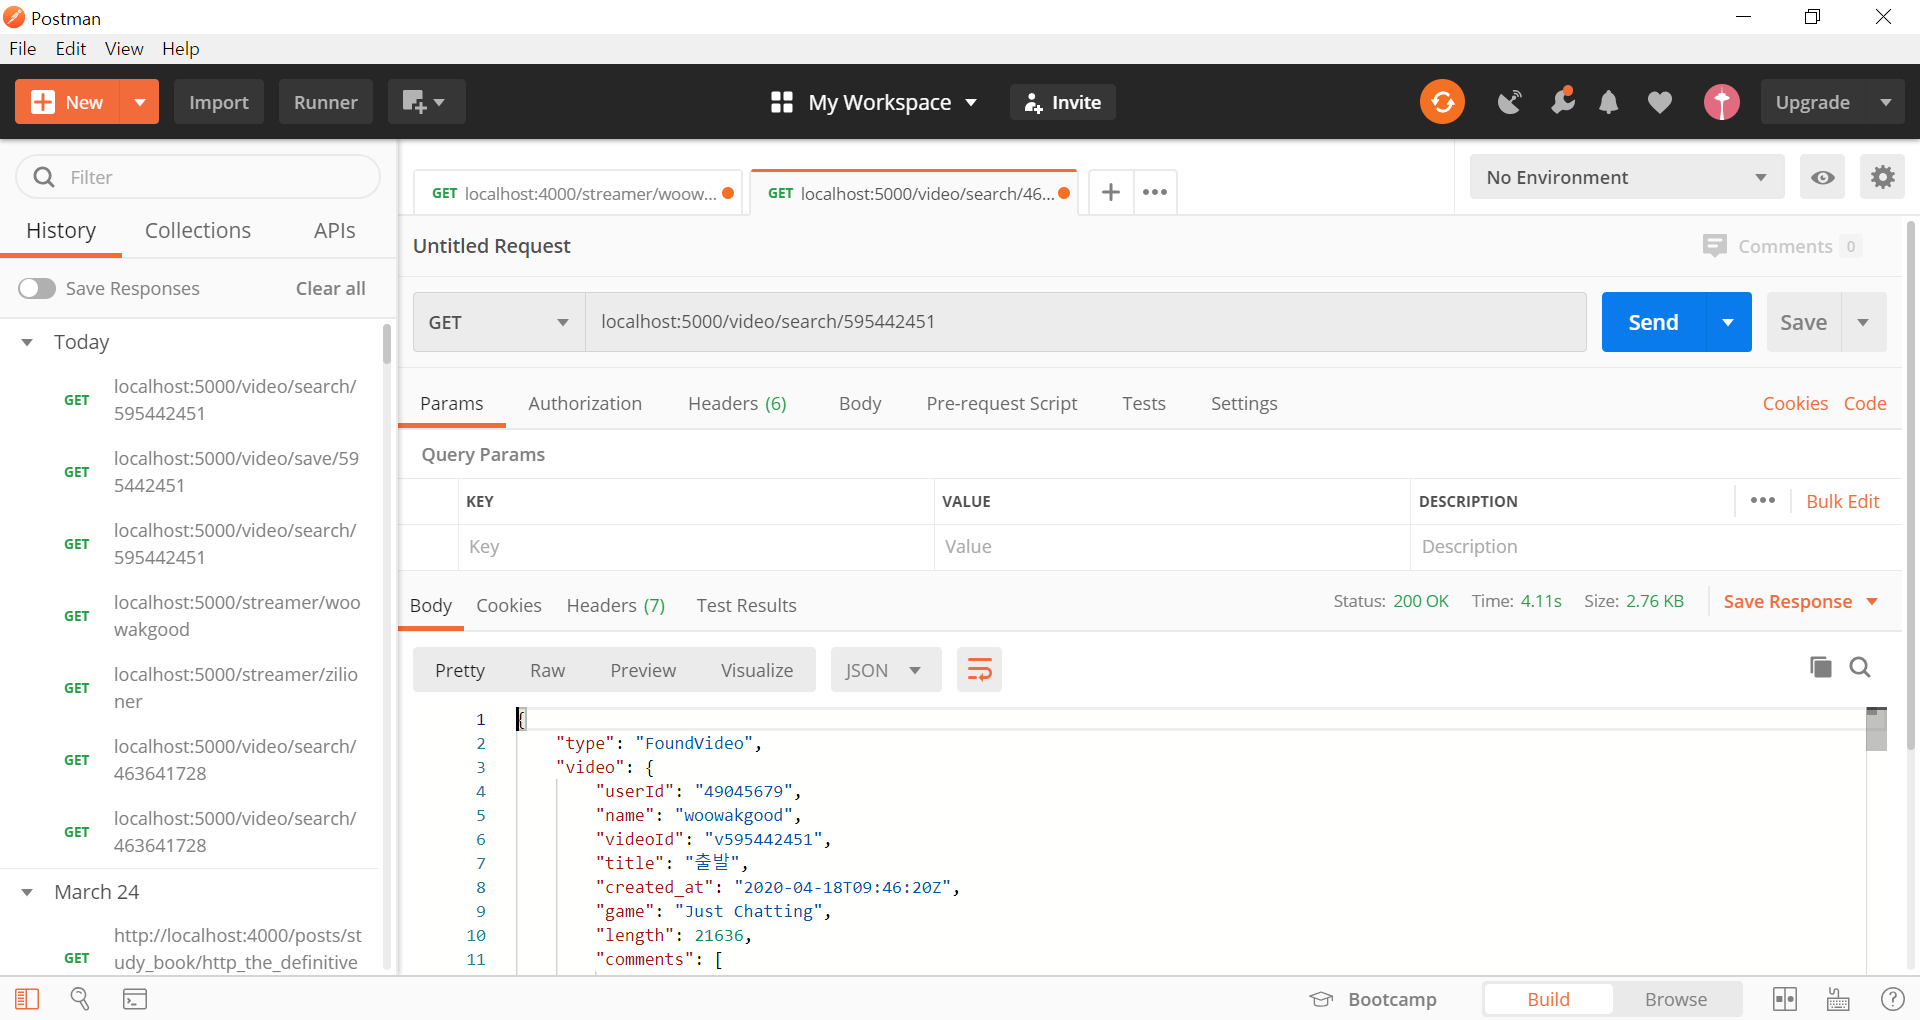 Postman
File Edit View Help
New Import Runner My Workspace Invite Upgrade
Filter
History Collections APIs
Save Responses Clear all
Today
GET localhost:5000/video/search/
595442451
GET localhost:5000/video/save/59
5442451
GET localhost:5000/video/search/
595442451
GET localhost:5000/streamer/woo
wakgood
GET localhost:5000/streamer/zilio
ner
GET localhost:5000/video/search/
463641728
GET localhost:5000/video/search/
463641728
March 24
GET http://localhost:4000/posts/st
udy_book/http_the_definitive
GET localhost:4000/streamer/woow... GET localhost:5000/video/search/46... + •••
No Environment
Untitled Request Comments 0
GET localhost:5000/video/search/595442451 Send Save
Params Authorization Headers (6) Body Pre-request Script Tests Settings Cookies Code
Query Params
KEY VALUE DESCRIPTION ••• Bulk Edit
Key Value Description
Body Cookies Headers (7) Test Results Status: 200 OK Time: 4.11s Size: 2.76 KB Save Response
Pretty Raw Preview Visualize JSON
1 {
2 "type": "FoundVideo",
3 "video": {
4 "userId": "49045679",
5 "name": "woowakgood",
6 "videoId": "v595442451",
7 "title": "출발",
8 "created_at": "2020-04-18T09:46:20Z",
9 "game": "Just Chatting",
10 "length": 21636,
11 "comments": [
Bootcamp Build Browse